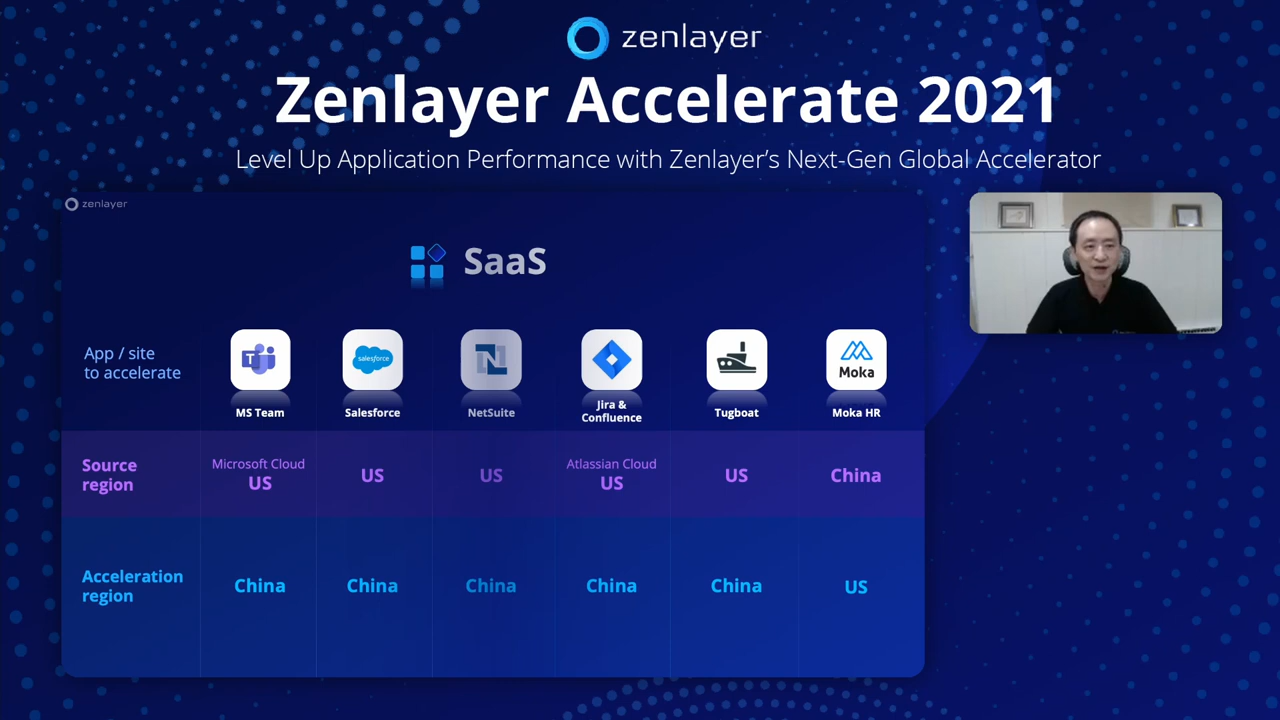 zenlayer
Zenlayer Accelerate 2021
Level Up Application Performance with Zenlayer's Next-Gen Global Accelerator
zenlayer
SaaS
App / site
to accelerate
T
salesforce
N
Moka
MS Team
Salesforce
NetSuite
Jira &
Confluence
Tugboat
Moka HR
Source
region
Microsoft Cloud
US
US
US
Atlassian Cloud
US
US
China
Acceleration
region
China
China
China
China
China
US